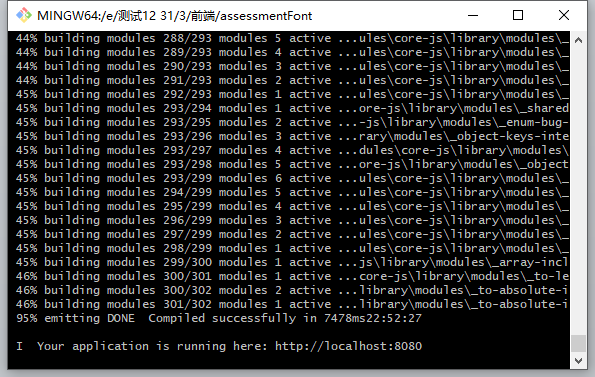 MINGW64:/e/测试12 31/3/前端/assessmentFont
44% building modules 288/293 modules 5 active ...ules\core-js\library\modules\_
44% building modules 289/293 modules 4 active ...ules\core-js\library\modules\_
44% building modules 290/293 modules 3 active ...ules\core-js\library\modules\_
44% building modules 291/293 modules 2 active ...ules\core-js\library\modules\_
45% building modules 292/293 modules 1 active ...ules\core-js\library\modules\_
45% building modules 293/294 modules 1 active ...ore-js\library\modules\_shared
45% building modules 293/295 modules 2 active ...-js\library\modules\_enum-bug-
45% building modules 293/296 modules 3 active ...rary\modules\_object-keys-inte
45% building modules 293/297 modules 4 active ...dules\core-js\library\modules\_
45% building modules 293/298 modules 5 active ...ore-js\library\modules\_object
45% building modules 293/299 modules 6 active ...ules\core-js\library\modules\_
45% building modules 294/299 modules 5 active ...ules\core-js\library\modules\_
45% building modules 295/299 modules 4 active ...ules\core-js\library\modules\_
45% building modules 296/299 modules 3 active ...ules\core-js\library\modules\_
45% building modules 297/299 modules 2 active ...ules\core-js\library\modules\_
45% building modules 298/299 modules 1 active ...ules\core-js\library\modules\_
45% building modules 299/300 modules 1 active ...js\library\modules\_array-incl
46% building modules 300/301 modules 1 active ...core-js\library\modules\_to-le
46% building modules 300/302 modules 2 active ...library\modules\_to-absolute-i
46% building modules 301/302 modules 1 active ...library\modules\_to-absolute-i
95% emitting DONE  Compiled successfully in 7478ms22:52:27
I  Your application is running here: http://localhost:8080